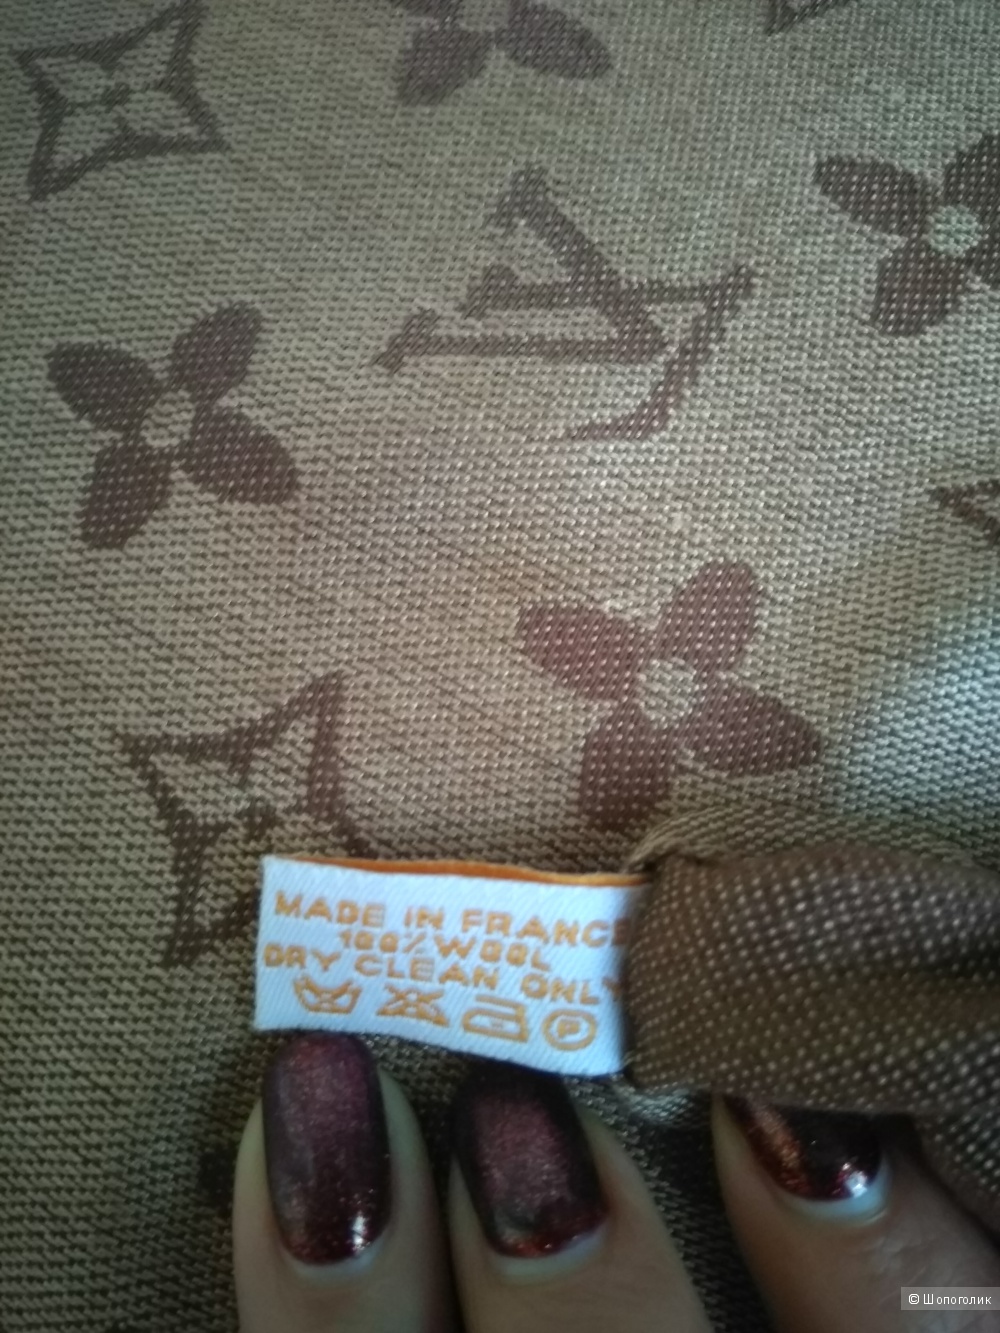 LV
MADE IN FRANCE
100% WOOL
DRY CLEAN ONLY
P
© Шопоголик